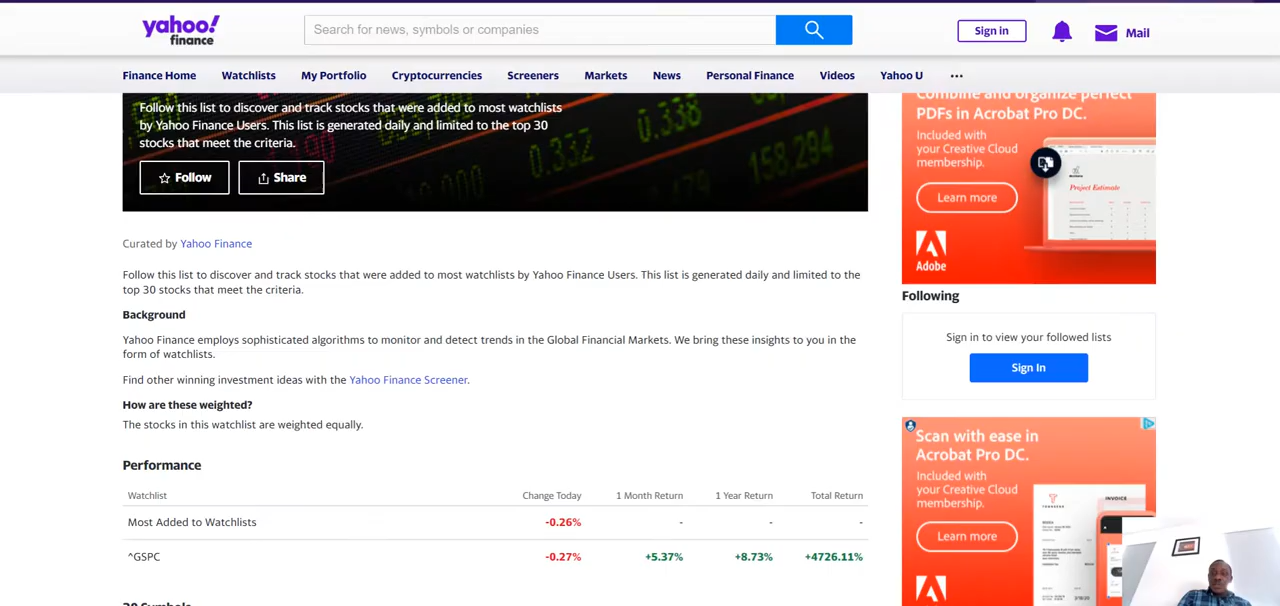 yahoo!
finance
Search for news, symbols or companies
Sign in
Mail
Finance Home Watchlists My Portfolio Cryptocurrencies Screeners Markets News Personal Finance Videos Yahoo U ...
Follow this list to discover and track stocks that were added to most watchlists
by Yahoo Finance Users. This list is generated daily and limited to the top 30
stocks that meet the criteria.
Follow Share
0.338
0.332
Curated by Yahoo Finance
Follow this list to discover and track stocks that were added to most watchlists by Yahoo Finance Users. This list is generated daily and limited to the
top 30 stocks that meet the criteria.
Background
Yahoo Finance employs sophisticated algorithms to monitor and detect trends in the Global Financial Markets. We bring these insights to you in the
form of watchlists.
Find other winning investment ideas with the Yahoo Finance Screener.
How are these weighted?
The stocks in this watchlist are weighted equally.
Performance
Watchlist Change Today 1 Month Return 1 Year Return Total Return
Most Added to Watchlists -0.26% - - -
^GSPC -0.27% +5.37% +8.73% +4726.11%
30 Symbols
Combine and organize perfect
PDFs in Acrobat Pro DC.
Included with
your Creative Cloud
membership.
Learn more
Adobe
Project Estimate
Following
Sign in to view your followed lists
Sign In
Scan with ease in
Acrobat Pro DC.
Included with
your Creative Cloud
membership.
Learn more
INVOICE